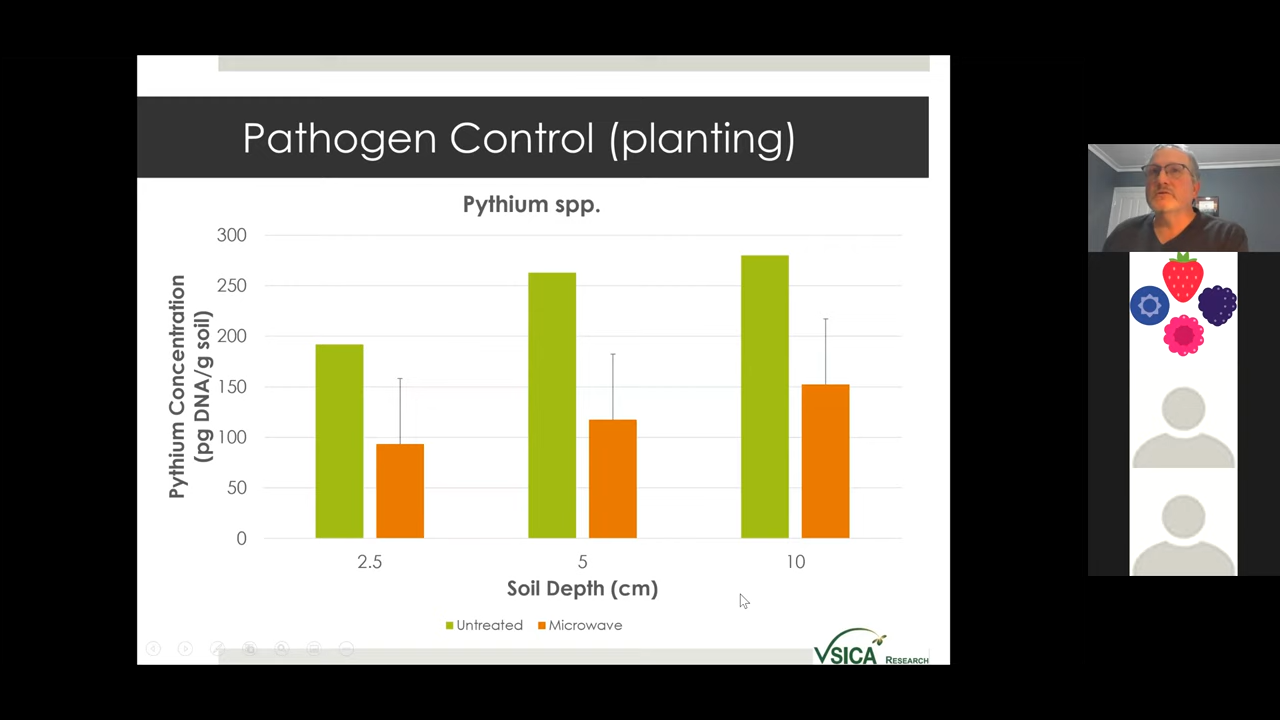 Pathogen Control (planting)
Pythium spp.
Pythium Concentration
(pg DNA/g soil)
300
250
200
150
100
50
0
2.5 5 10
Soil Depth (cm)
Untreated Microwave
VSICA RESEARCH